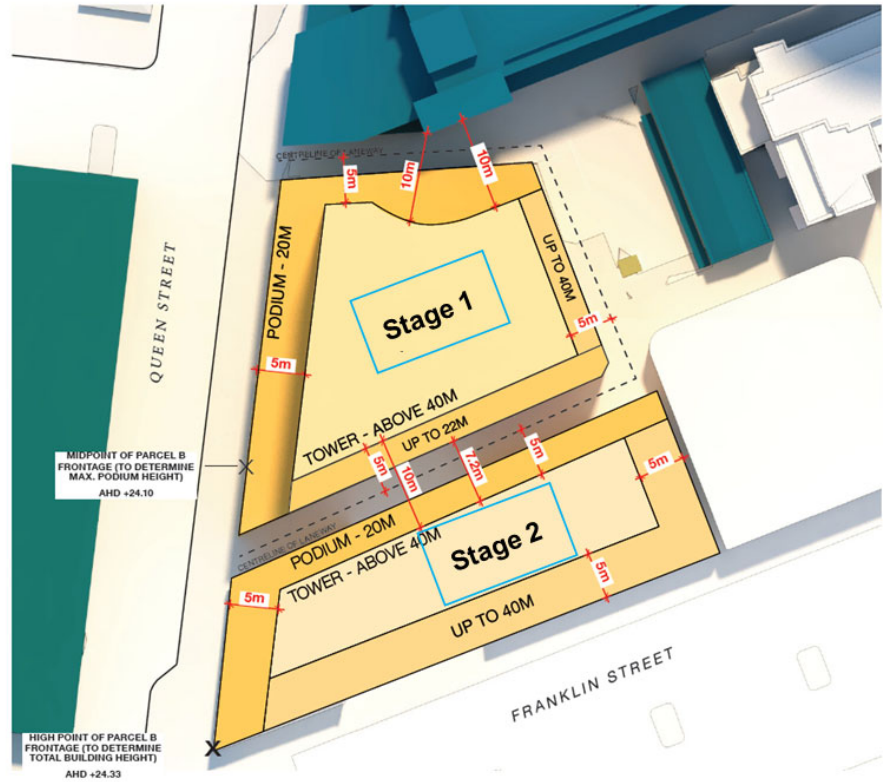 CENTRELINE OF LANEWAY
5m
10m
10m
QUEEN STREET
PODIUM - 20M
UP TO 40M
Stage 1
5m
5m
TOWER - ABOVE 40M
UP TO 22M
MIDPOINT OF PARCEL B
FRONTAGE (TO DETERMINE
MAX. PODIUM HEIGHT)
AHD +24.10
5m
10m
7.2m
5m
5m
CENTRELINE OF LANEWAY
PODIUM - 20M
TOWER - ABOVE 40M
Stage 2
5m
5m
UP TO 40M
FRANKLIN STREET
HIGH POINT OF PARCEL B
FRONTAGE (TO DETERMINE
TOTAL BUILDING HEIGHT)
AHD +24.33